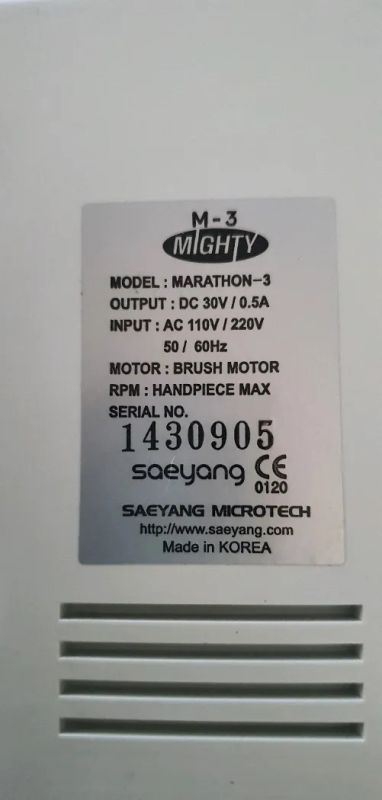 M-3
MIGHTY
MODEL : MARATHON-3
OUTPUT : DC 30V / 0.5A
INPUT : AC 110V / 220V
50 / 60Hz
MOTOR : BRUSH MOTOR
RPM : HANDPIECE MAX
SERIAL NO.
1430905
saeyang CE
0120
SAEYANG MICROTECH
http://www.saeyang.com
Made in KOREA